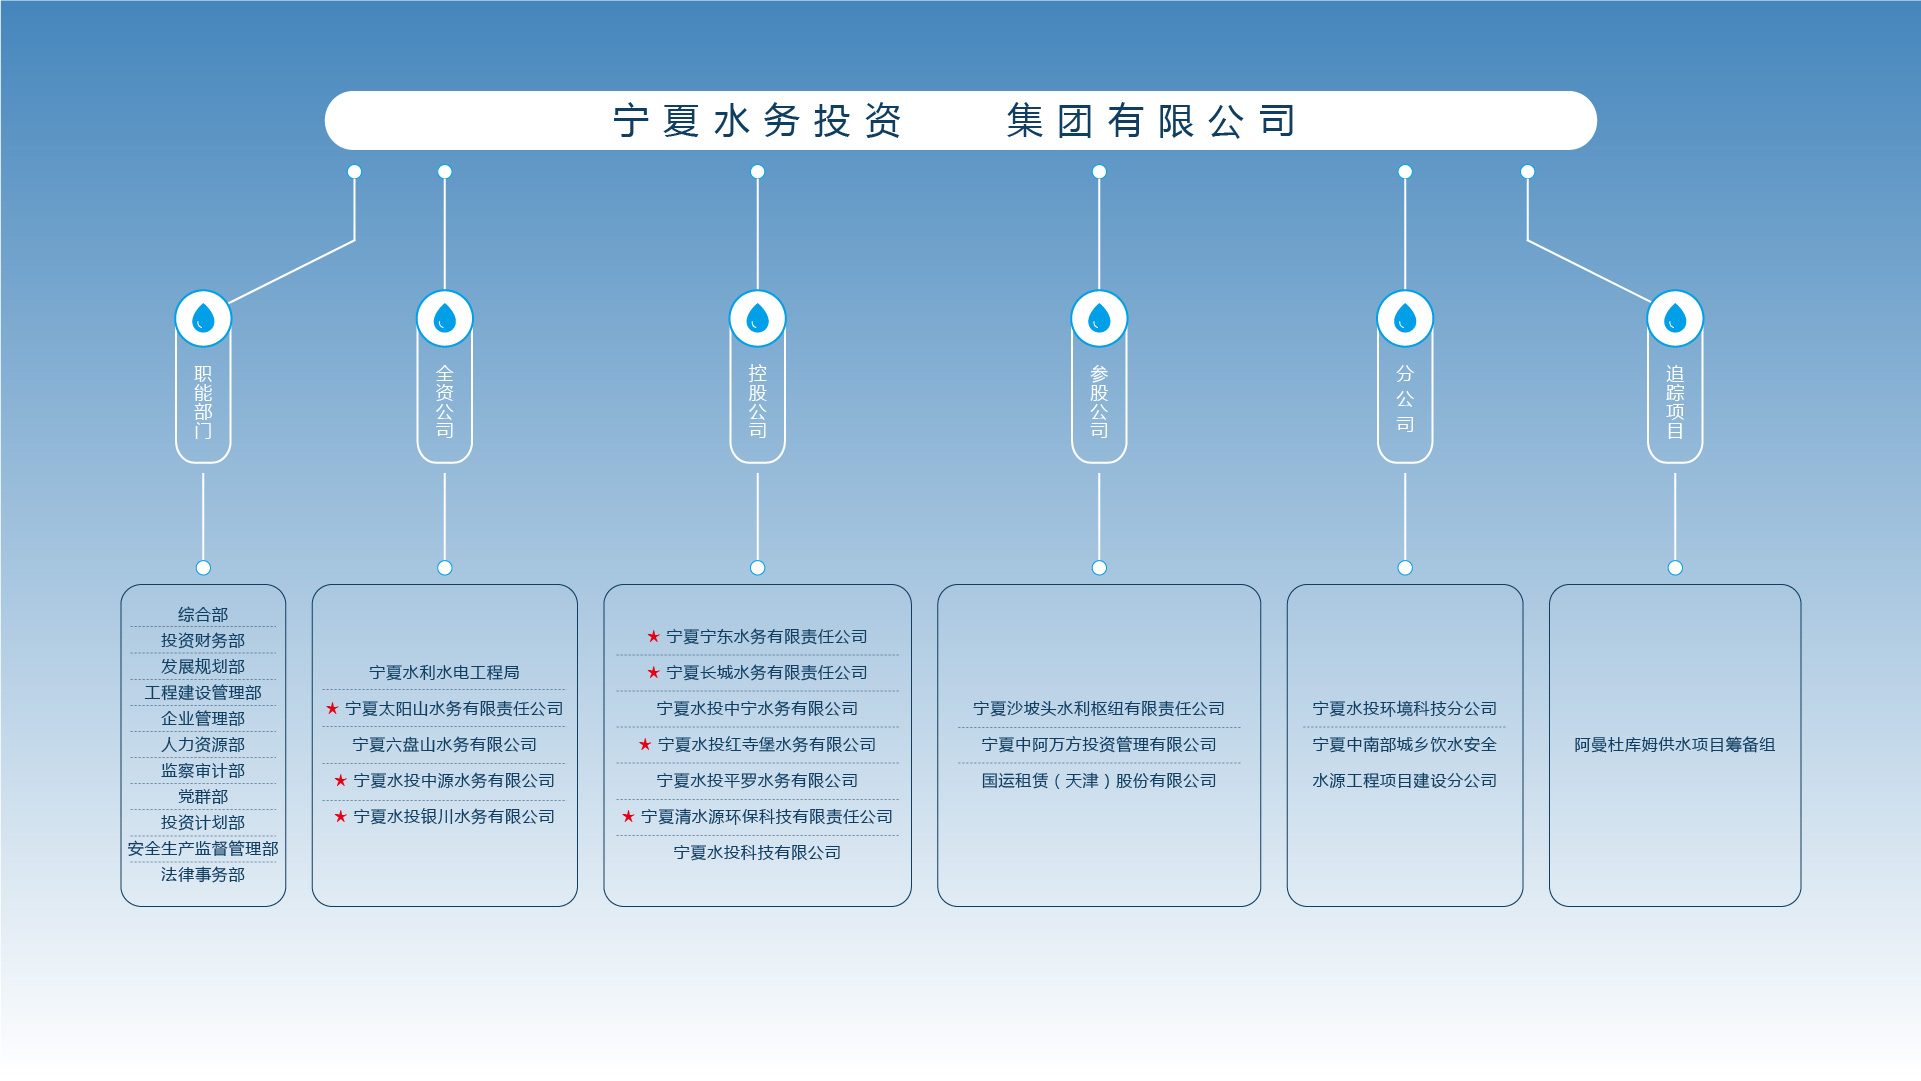 宁夏水务投资 集团有限公司
职能部门
全资公司
控股公司
参股公司
分公司
追踪项目
综合部
投资财务部
发展规划部
工程建设管理部
企业管理部
人力资源部
监察审计部
党群部
投资计划部
安全生产监督管理部
法律事务部
宁夏水利水电工程局
★ 宁夏太阳山水务有限责任公司
宁夏六盘山水务有限公司
★ 宁夏水投中源水务有限公司
★ 宁夏水投银川水务有限公司
★ 宁夏宁东水务有限责任公司
★ 宁夏长城水务有限责任公司
宁夏水投中宁水务有限公司
★ 宁夏水投红寺堡水务有限公司
宁夏水投平罗水务有限公司
★ 宁夏清水源环保科技有限责任公司
宁夏水投科技有限公司
宁夏沙坡头水利枢纽有限责任公司
宁夏中阿万方投资管理有限公司
国运租赁（天津）股份有限公司
宁夏水投环境科技分公司
宁夏中南部城乡饮水安全
水源工程项目建设分公司
阿曼杜库姆供水项目筹备组